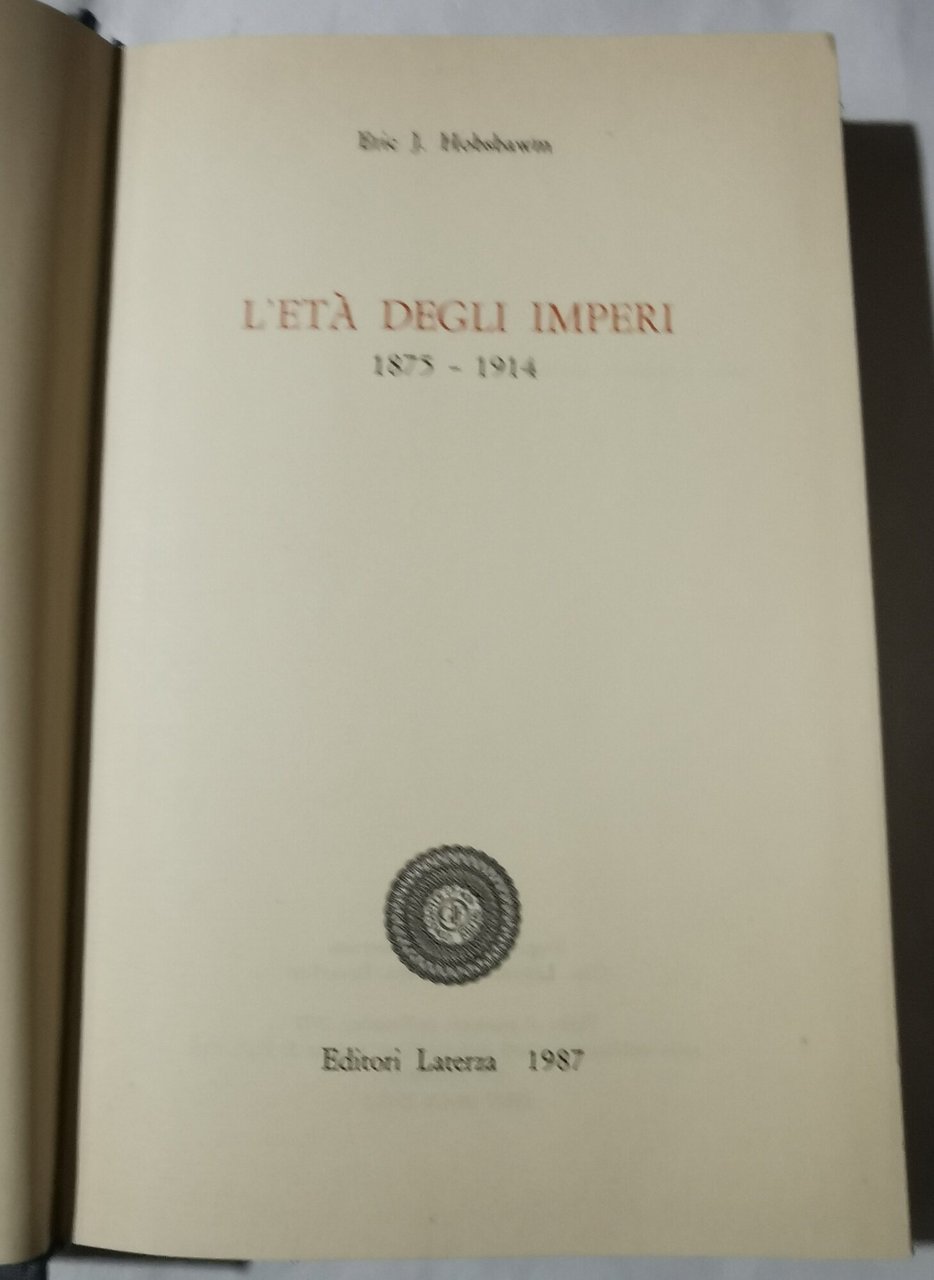 Eric J. Hobsbawm
L'ETÀ DEGLI IMPERI
1875 - 1914
Editori Laterza 1987